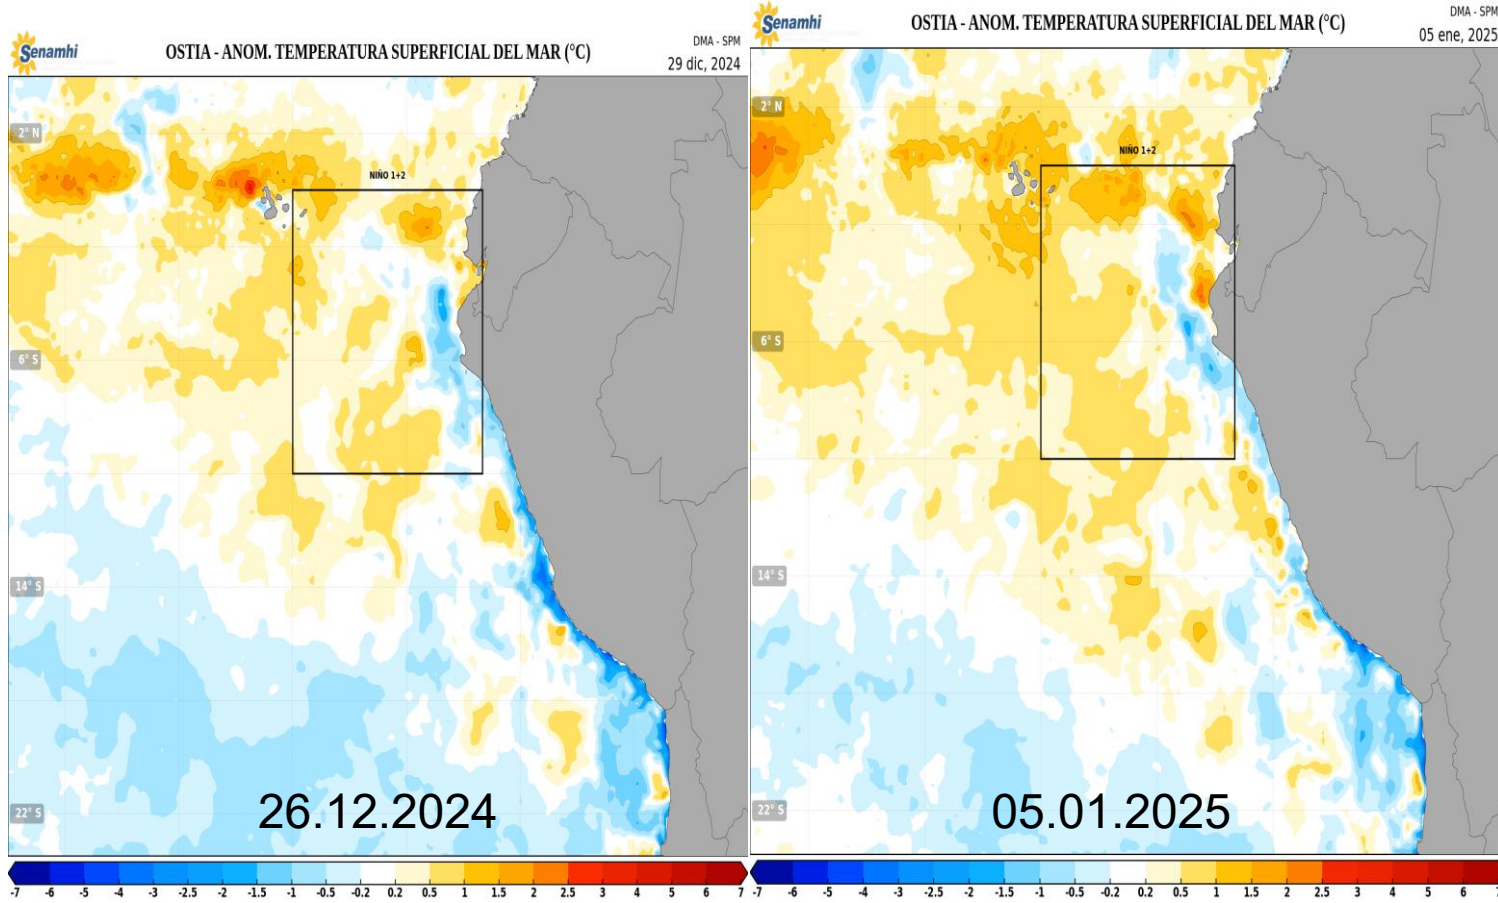 Senamhi
OSTIA - ANOM. TEMPERATURA SUPERFICIAL DEL MAR (°C)
DMA - SPM
29 dic, 2024
2° N
NIÑO 1+2
6° S
14° S
22° S
26.12.2024
-7 -6 -5 -4 -3 -2.5 -2 -1.5 -1 -0.5 -0.2 0.2 0.5 1 1.5 2 2.5 3 4 5 6 7
Senamhi
OSTIA - ANOM. TEMPERATURA SUPERFICIAL DEL MAR (°C)
DMA - SPM
05 ene, 2025
2° N
NIÑO 1+2
6° S
14° S
22° S
05.01.2025
-7 -6 -5 -4 -3 -2.5 -2 -1.5 -1 -0.5 -0.2 0.2 0.5 1 1.5 2 2.5 3 4 5 6